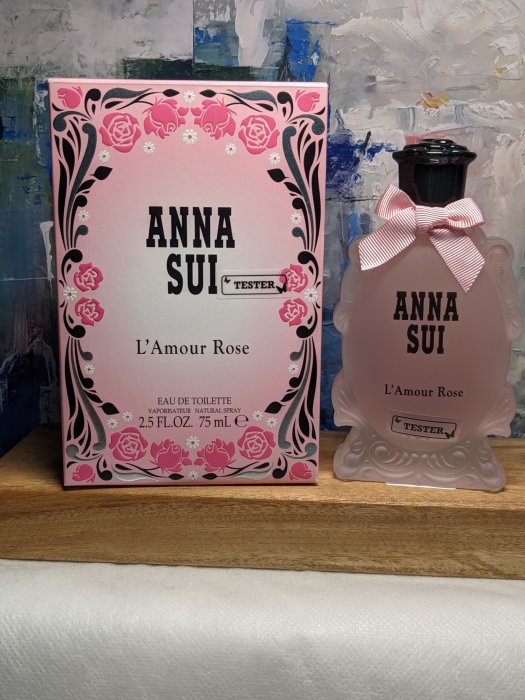 ANNA
SUI
TESTER
L'Amour Rose
EAU DE TOILETTE
VAPORISATEUR NATURAL SPRAY
2.5 FL.OZ. 75 mL ℮
ANNA
SUI
L'Amour Rose
TESTER